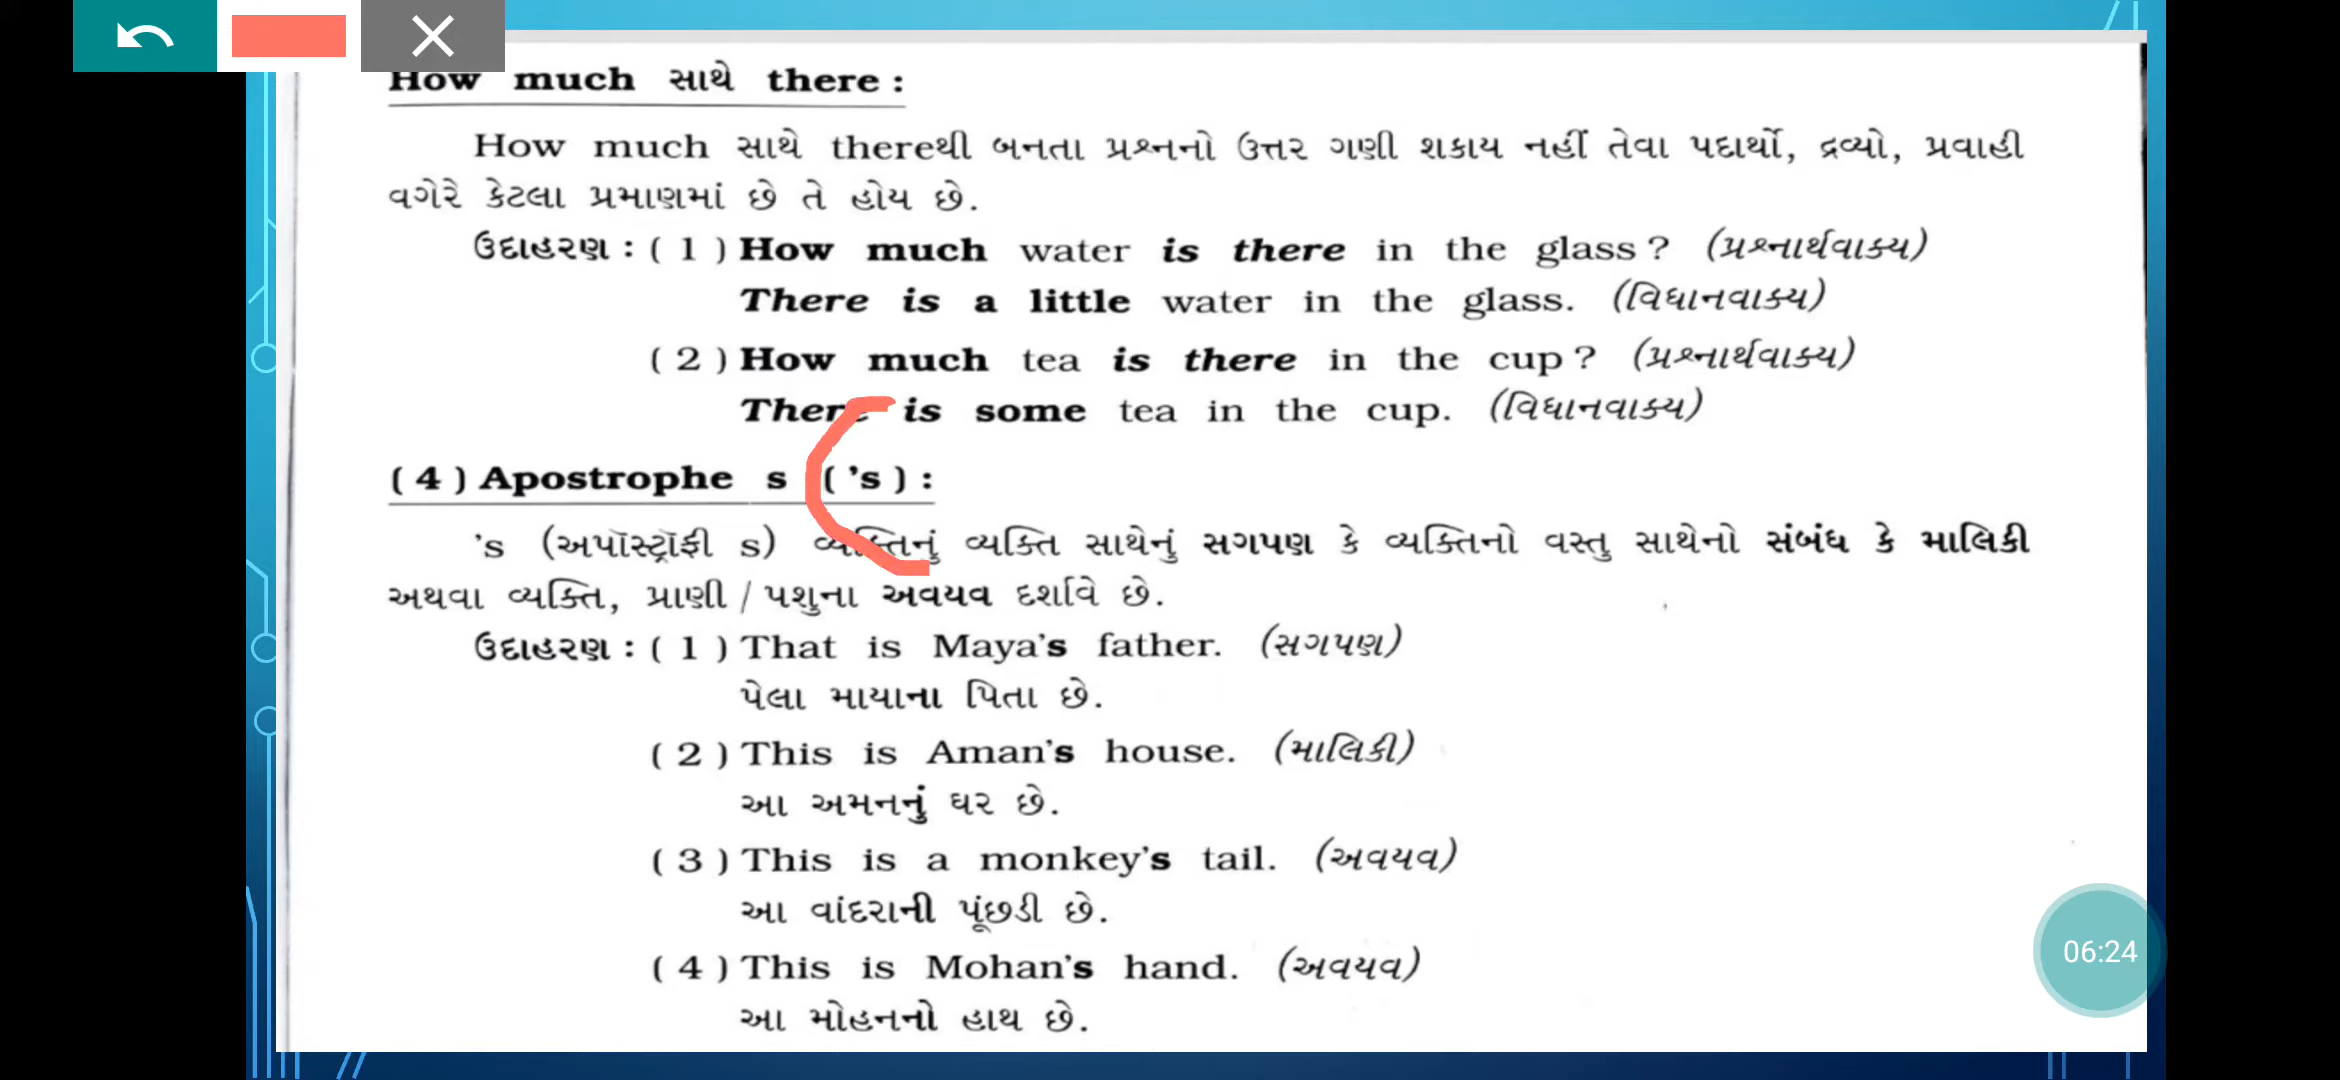 How much સાથે there :
How much સાથે thereથી બનતા પ્રશ્નનો ઉત્તર ગણી શકાય નહીં તેવા પદાર્થો, દ્રવ્યો, પ્રવાહી
વગેરે કેટલા પ્રમાણમાં છે તે હોય છે.
ઉદાહરણ : ( 1 ) How much water is there in the glass ? (પ્રશ્નાર્થવાક્ય)
There is a little water in the glass. (વિધાનવાક્ય)
( 2 ) How much tea is there in the cup ? (પ્રશ્નાર્થવાક્ય)
There is some tea in the cup. (વિધાનવાક્ય)
( 4 ) Apostrophe s ( ’s ) :
’s (અપૉસ્ટ્રૉફી s) વ્યક્તિનું વ્યક્તિ સાથેનું સગપણ કે વ્યક્તિનો વસ્તુ સાથેનો સંબંધ કે માલિકી
અથવા વ્યક્તિ, પ્રાણી / પશુના અવયવ દર્શાવે છે.
ઉદાહરણ : ( 1 ) That is Maya’s father. (સગપણ)
પેલા માયાના પિતા છે.
( 2 ) This is Aman’s house. (માલિકી)
આ અમનનું ઘર છે.
( 3 ) This is a monkey’s tail. (અવયવ)
આ વાંદરાની પૂંછડી છે.
( 4 ) This is Mohan’s hand. (અવયવ)
આ મોહનનો હાથ છે.
06:24